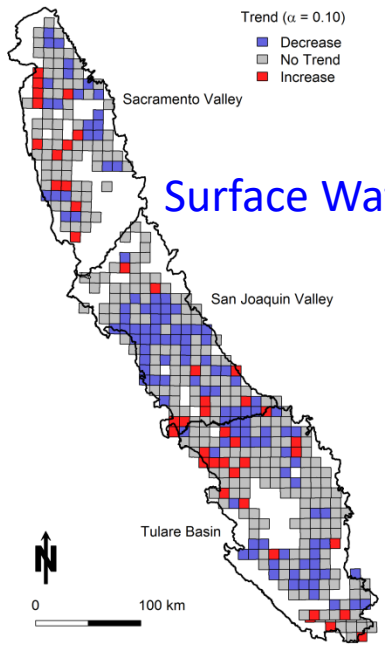 Trend (α = 0.10)
Decrease
No Trend
Increase
Sacramento Valley
Surface Wa
San Joaquin Valley
Tulare Basin
N
0 100 km